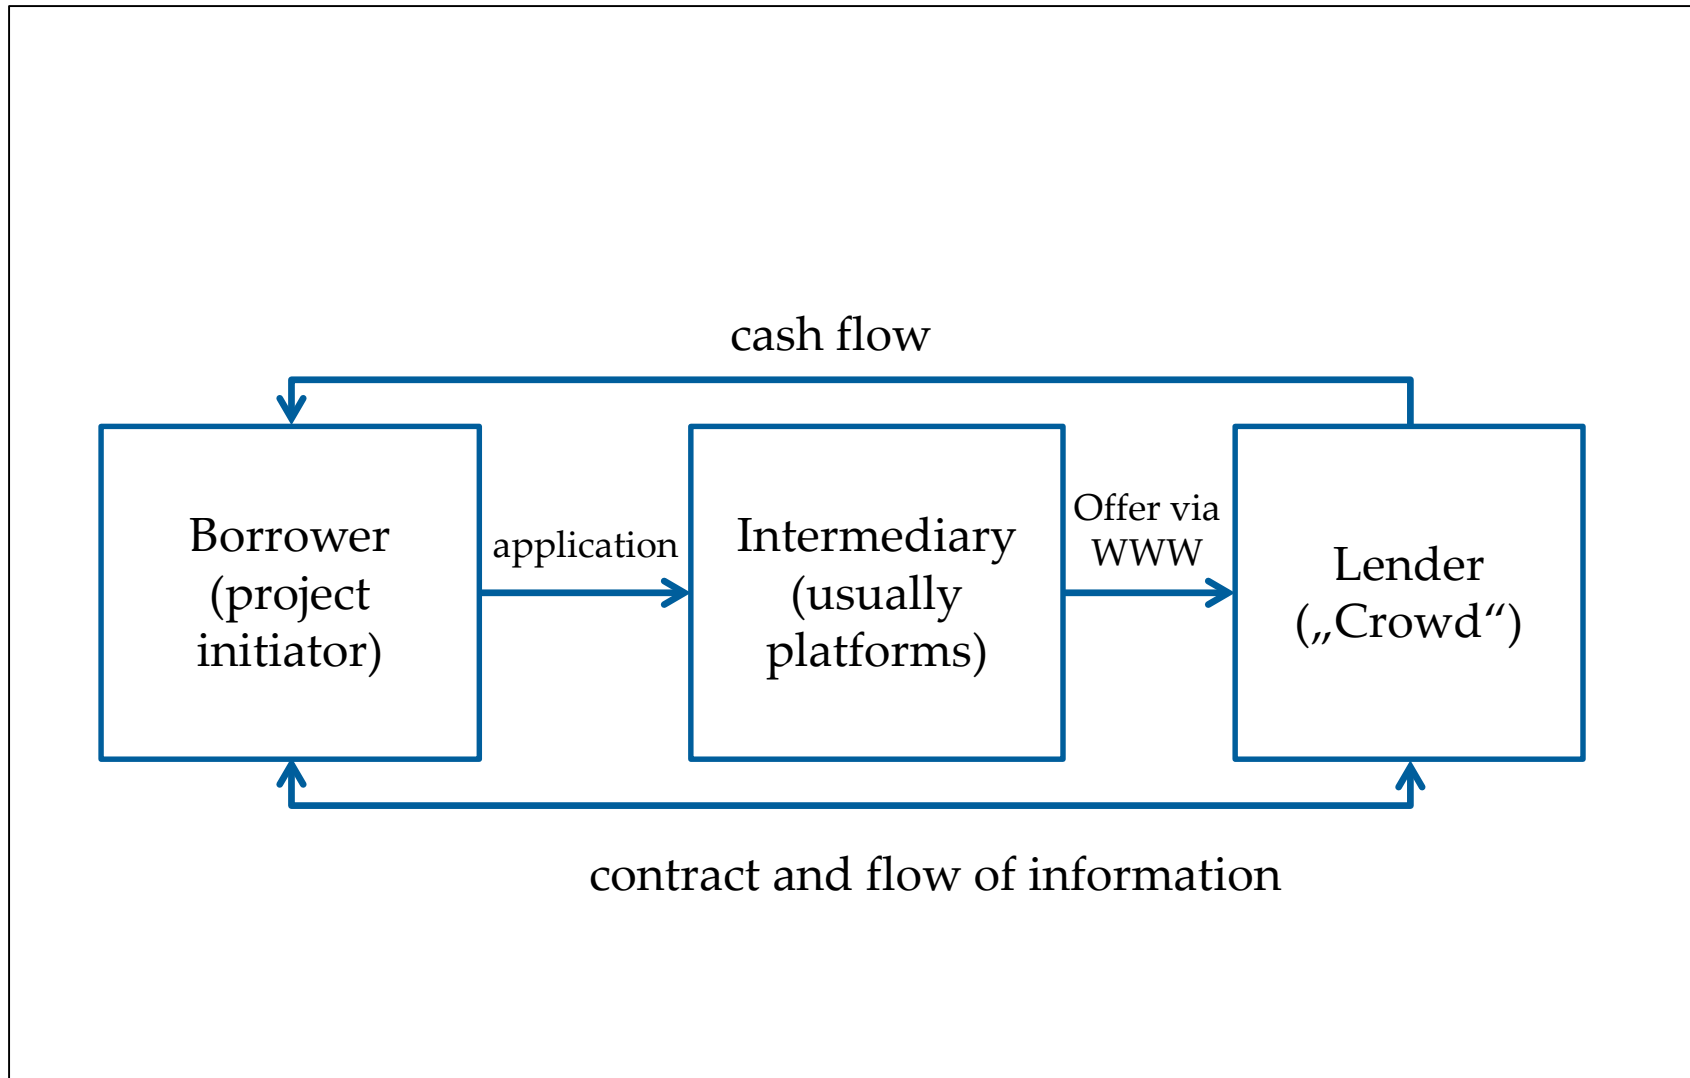 cash flow
Borrower
(project
initiator)
application
Intermediary
(usually
platforms)
Offer via
WWW
Lender
(„Crowd“)
contract and flow of information